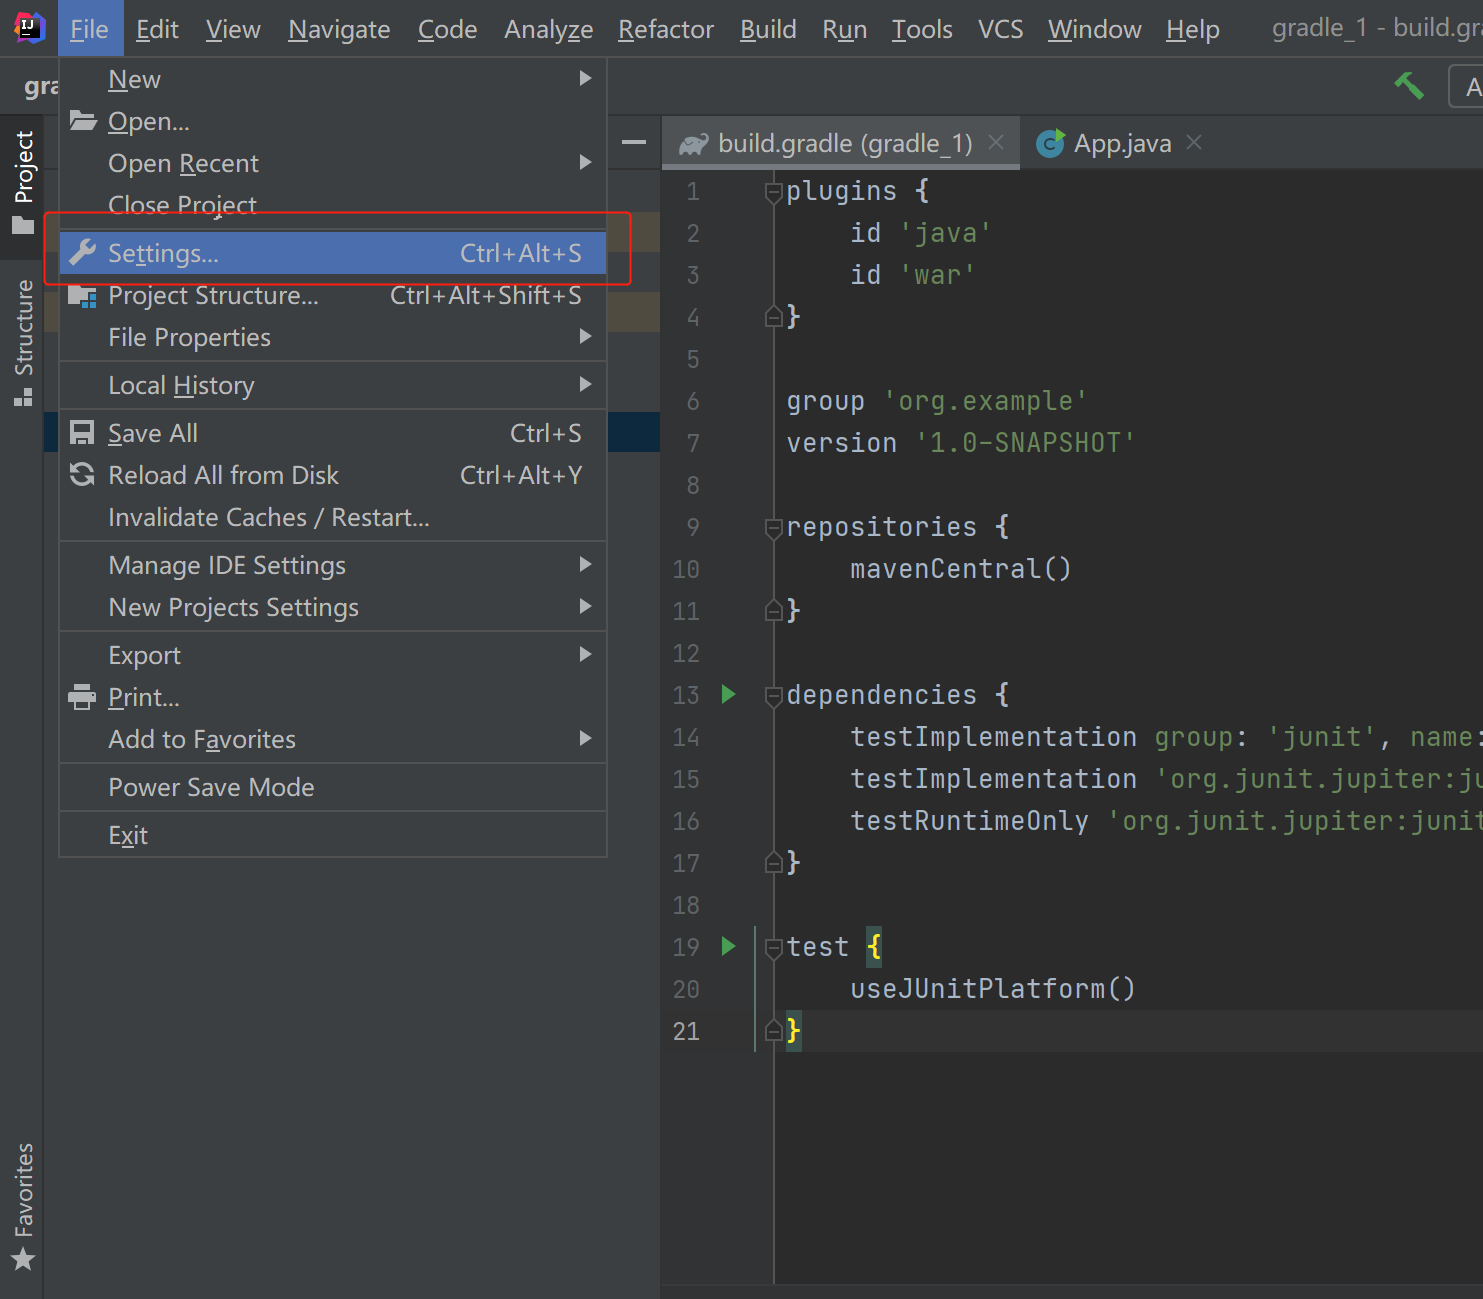 IJ
File Edit View Navigate Code Analyze Refactor Build Run Tools VCS Window Help gradle_1 - build.gr
gra
A
Project
Structure
Favorites
New
Open...
Open Recent
Close Project
Settings... Ctrl+Alt+S
Project Structure... Ctrl+Alt+Shift+S
File Properties
Local History
Save All Ctrl+S
Reload All from Disk Ctrl+Alt+Y
Invalidate Caches / Restart...
Manage IDE Settings
New Projects Settings
Export
Print...
Add to Favorites
Power Save Mode
Exit
build.gradle (gradle_1) C App.java
1 plugins {
2 id 'java'
3 id 'war'
4 }
5
6 group 'org.example'
7 version '1.0-SNAPSHOT'
8
9 repositories {
10 mavenCentral()
11 }
12
13 dependencies {
14 testImplementation group: 'junit', name:
15 testImplementation 'org.junit.jupiter:ju
16 testRuntimeOnly 'org.junit.jupiter:junit
17 }
18
19 test {
20 useJUnitPlatform()
21 }